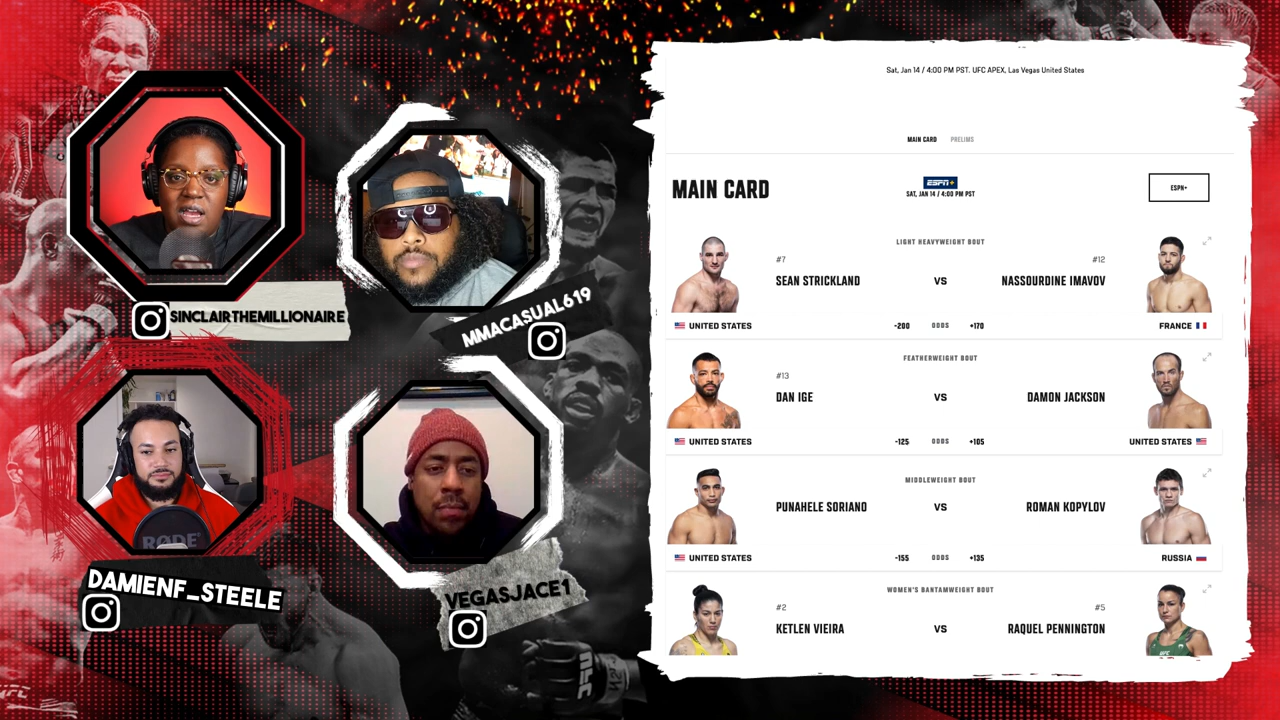 SINCLAIRTHEMILLIONAIRE
MMACASUAL619
RØDE
DAMIENF_STEELE
VEGASJACE1
UFC
UFC
Sat, Jan 14 / 4:00 PM PST. UFC APEX, Las Vegas United States
MAIN CARD PRELIMS
MAIN CARD
ESPN+
SAT, JAN 14 / 4:00 PM PST
ESPN+
LIGHT HEAVYWEIGHT BOUT
#7 #12
SEAN STRICKLAND VS NASSOURDINE IMAVOV
UNITED STATES -200 ODDS +170 FRANCE
FEATHERWEIGHT BOUT
#13
DAN IGE VS DAMON JACKSON
UNITED STATES -125 ODDS +105 UNITED STATES
MIDDLEWEIGHT BOUT
PUNAHELE SORIANO VS ROMAN KOPYLOV
UNITED STATES -155 ODDS +135 RUSSIA
WOMEN'S BANTAMWEIGHT BOUT
#2 #5
KETLEN VIEIRA VS RAQUEL PENNINGTON